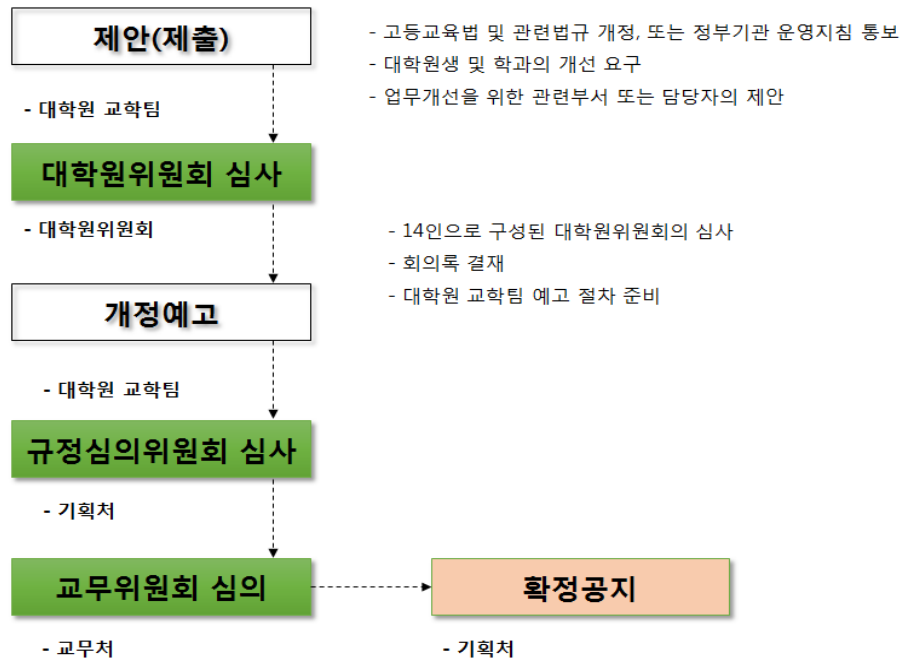 제안(제출)
- 고등교육법 및 관련법규 개정, 또는 정부기관 운영지침 통보
- 대학원생 및 학과의 개선 요구
- 업무개선을 위한 관련부서 또는 담당자의 제안
- 대학원 교학팀
대학원위원회 심사
- 대학원위원회
- 14인으로 구성된 대학원위원회의 심사
- 회의록 결재
- 대학원 교학팀 예고 절차 준비
개정예고
- 대학원 교학팀
규정심의위원회 심사
- 기획처
교무위원회 심의
확정공지
- 교무처
- 기획처